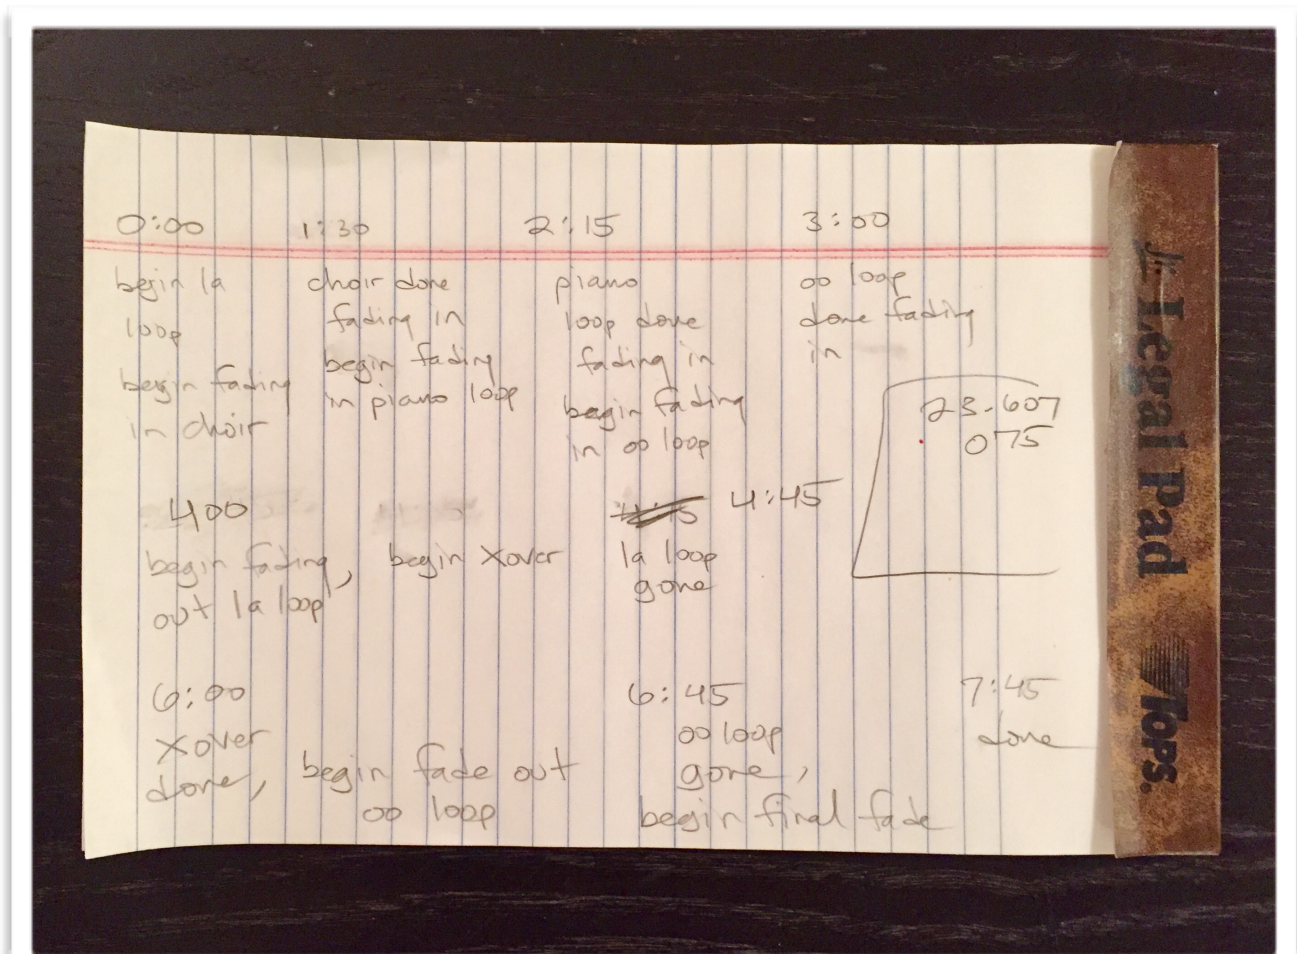 0:00
1:30
2:15
3:00
begin la
loop
begin fading
in choir
choir done
fading in
begin fading
in piano loop
piano
loop done
fading in
begin fading
in oo loop
oo loop
done fading
in
23.607
075
400
begin fading,
out la loop
begin xover
4:45
la loop
gone
6:00
xover
done,
begin fade out
oo loop
6:45
oo loop
gone,
begin final fade
7:45
done
Jr. Legal Pad
TOPS.